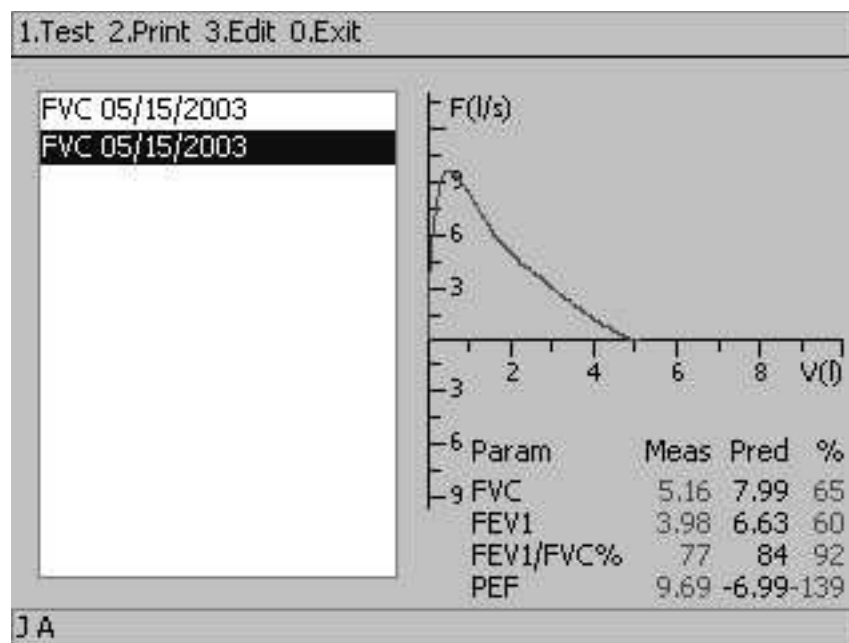 1.Test 2.Print 3.Edit 0.Exit
FVC 05/15/2003
FVC 05/15/2003
F(l/s)
9
6
3
2 4 6 8 V(l)
3
6
9
Param Meas Pred %
FVC 5.16 7.99 65
FEV1 3.98 6.63 60
FEV1/FVC% 77 84 92
PEF 9.69 -6.99 -139
J A